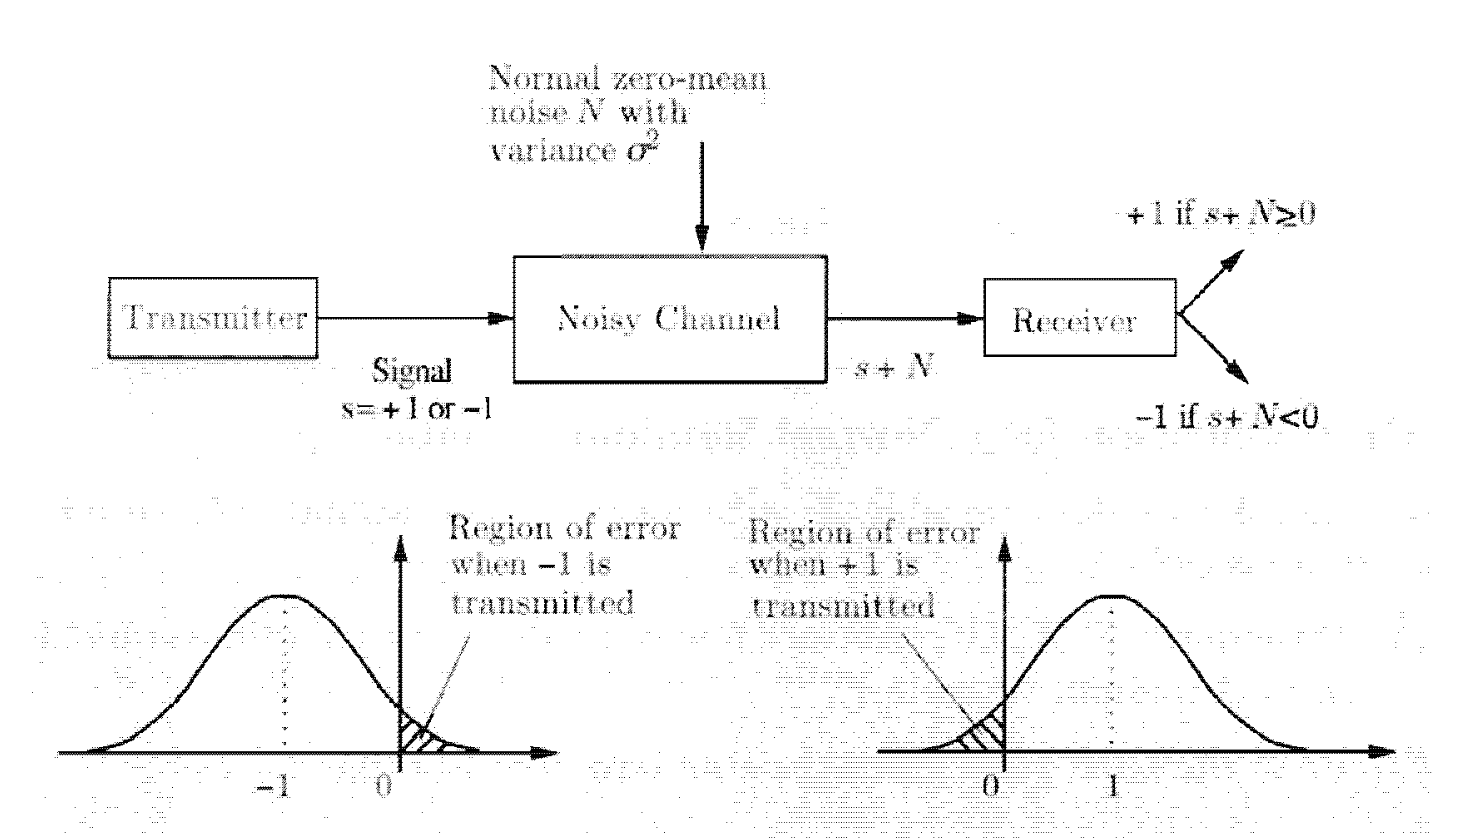 Normal zero-mean
noise N with
variance σ²
+1 if s+ N≥0
Transmitter
Noisy Channel
Receiver
Signal
s=+1 or −1
s+ N
−1 if s+ N<0
Region of error
when −1 is
transmitted
Region of error
when +1 is
transmitted
−1
0
0
1